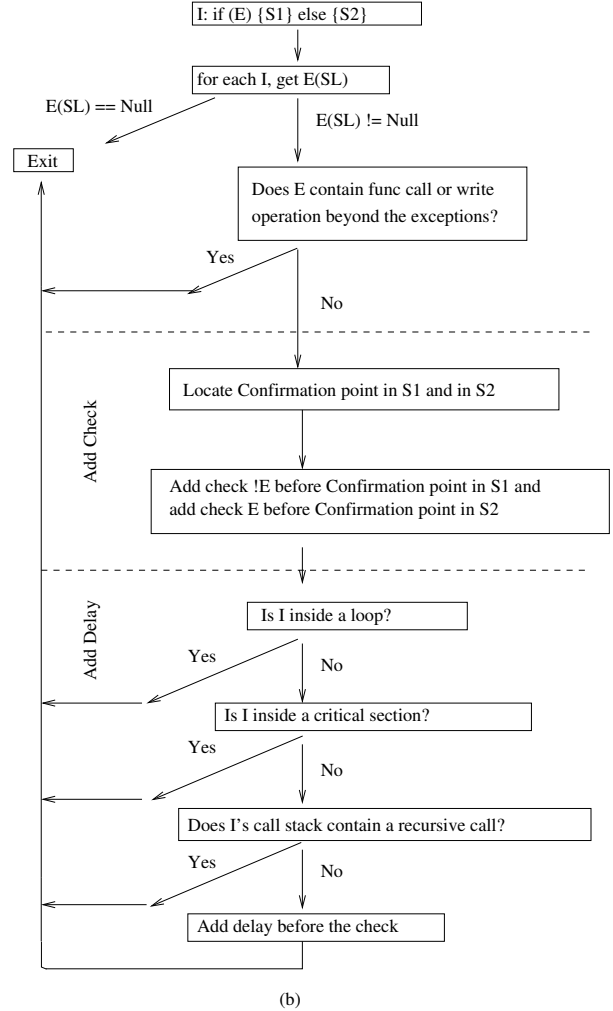 I: if (E) {S1} else {S2}
for each I, get E(SL)
E(SL) == Null
E(SL) != Null
Exit
Does E contain func call or write
operation beyond the exceptions?
Yes
No
Add Check
Locate Confirmation point in S1 and in S2
Add check !E before Confirmation point in S1 and
add check E before Confirmation point in S2
Add Delay
Is I inside a loop?
Yes
No
Is I inside a critical section?
Yes
No
Does I's call stack contain a recursive call?
Yes
No
Add delay before the check
(b)